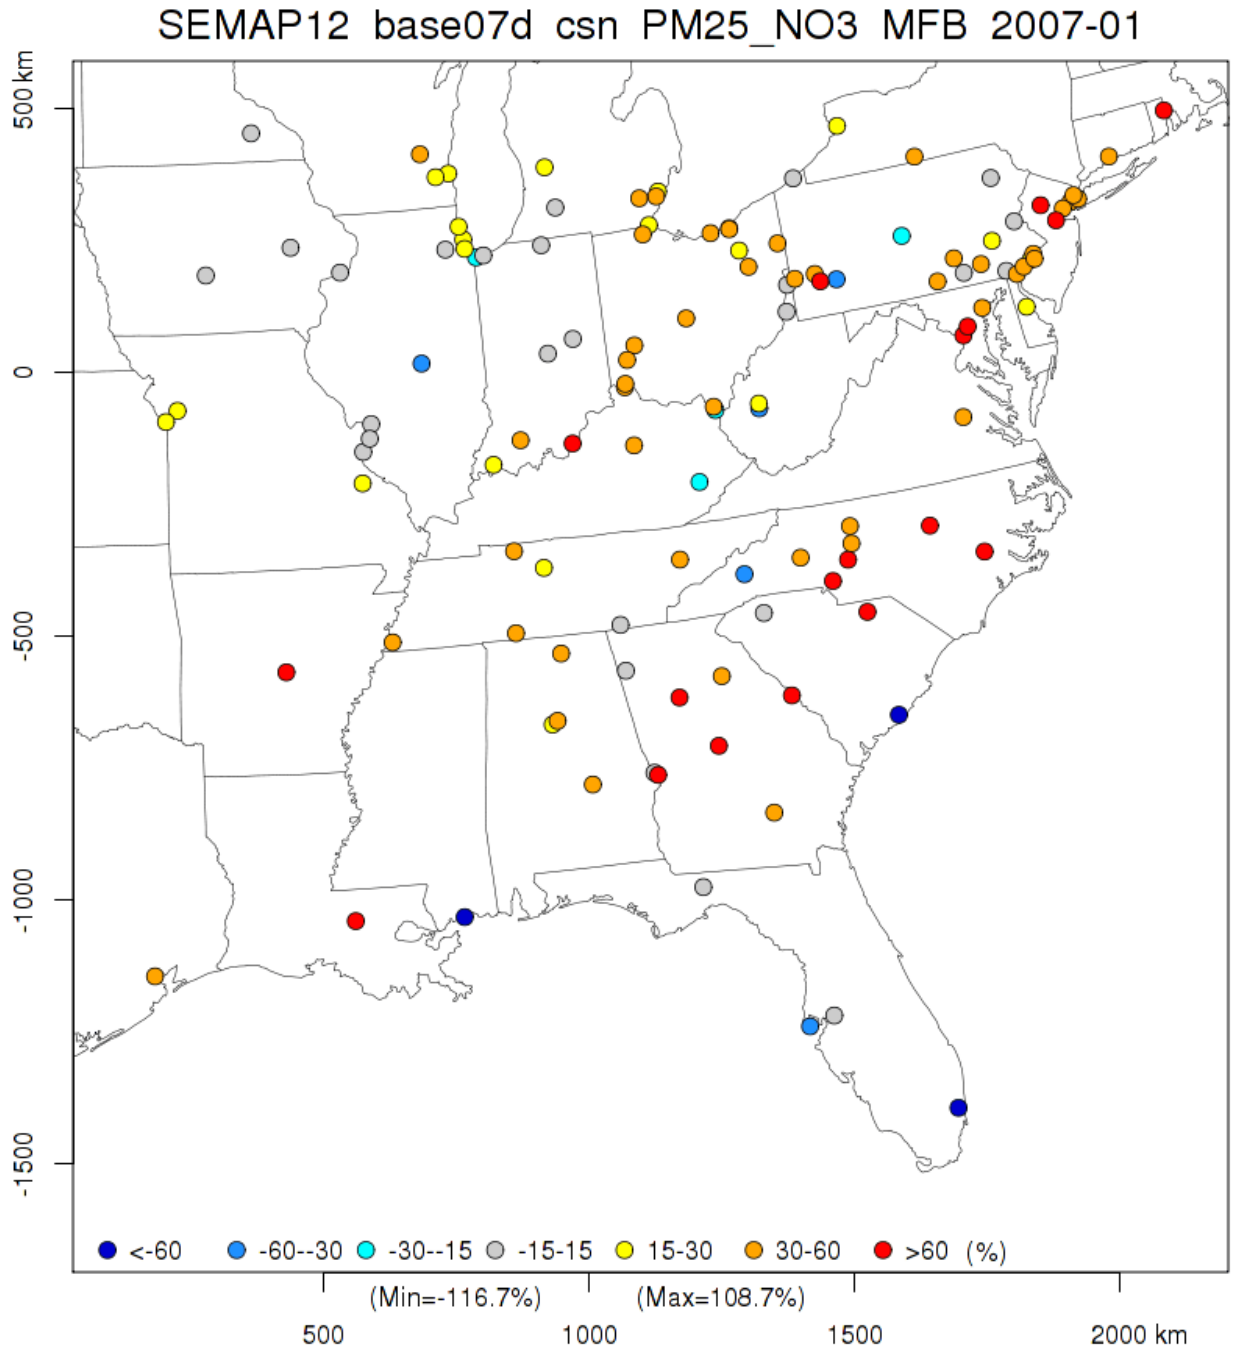 SEMAP12 base07d csn PM25_NO3 MFB 2007-01
500 km
0
-500
-1000
-1500
<-60 -60--30 -30--15 -15-15 15-30 30-60 >60 (%)
(Min=-116.7%) (Max=108.7%)
500 1000 1500 2000 km